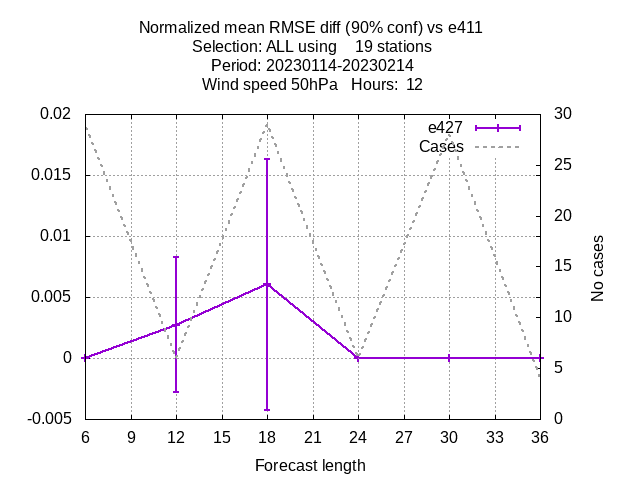 Normalized mean RMSE diff (90% conf) vs e411
Selection: ALL using    19 stations
Period: 20230114-20230214
Wind speed 50hPa   Hours:  12
0.02
0.015
0.01
0.005
0
-0.005
30
25
20
15
10
5
0
e427
Cases
No cases
6 9 12 15 18 21 24 27 30 33 36
Forecast length